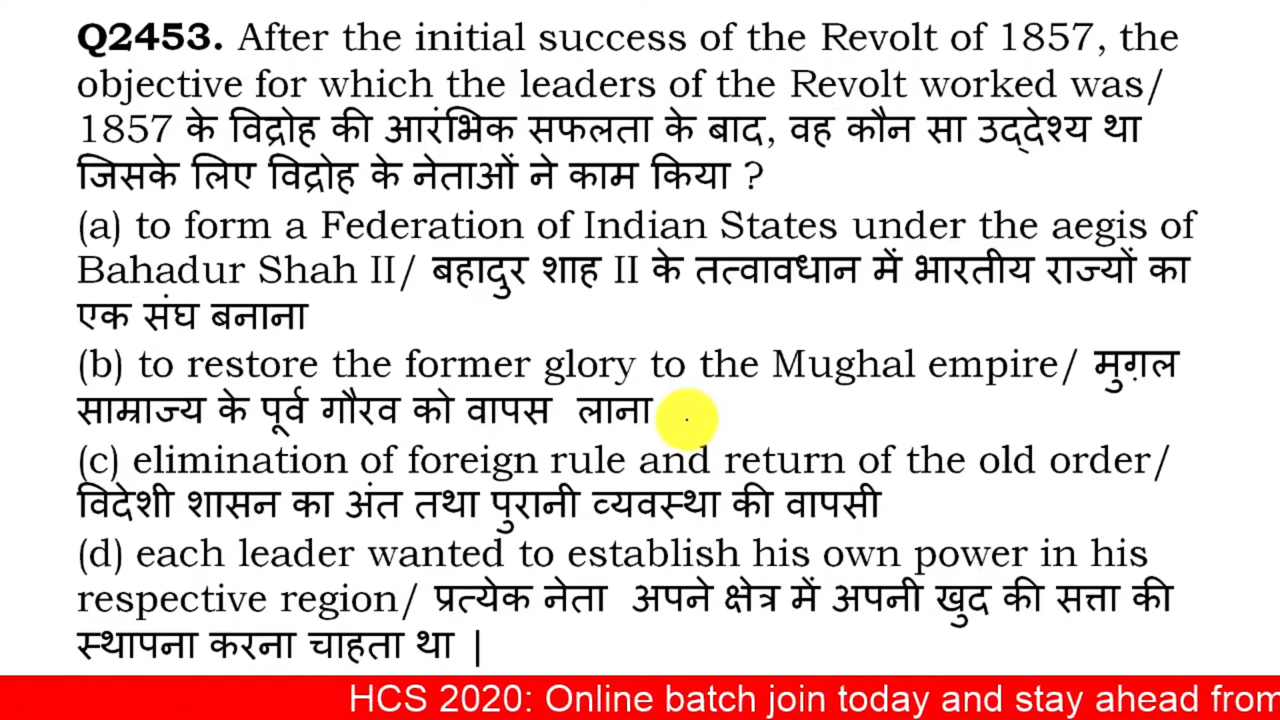 Q2453. After the initial success of the Revolt of 1857, the
objective for which the leaders of the Revolt worked was/
1857 के विद्रोह की आरंभिक सफलता के बाद, वह कौन सा उद्देश्य था
जिसके लिए विद्रोह के नेताओं ने काम किया ?
(a) to form a Federation of Indian States under the aegis of
Bahadur Shah II/ बहादुर शाह II के तत्वावधान में भारतीय राज्यों का
एक संघ बनाना
(b) to restore the former glory to the Mughal empire/ मुग़ल
साम्राज्य के पूर्व गौरव को वापस लाना
(c) elimination of foreign rule and return of the old order/
विदेशी शासन का अंत तथा पुरानी व्यवस्था की वापसी
(d) each leader wanted to establish his own power in his
respective region/ प्रत्येक नेता अपने क्षेत्र में अपनी खुद की सत्ता की
स्थापना करना चाहता था |
HCS 2020: Online batch join today and stay ahead from